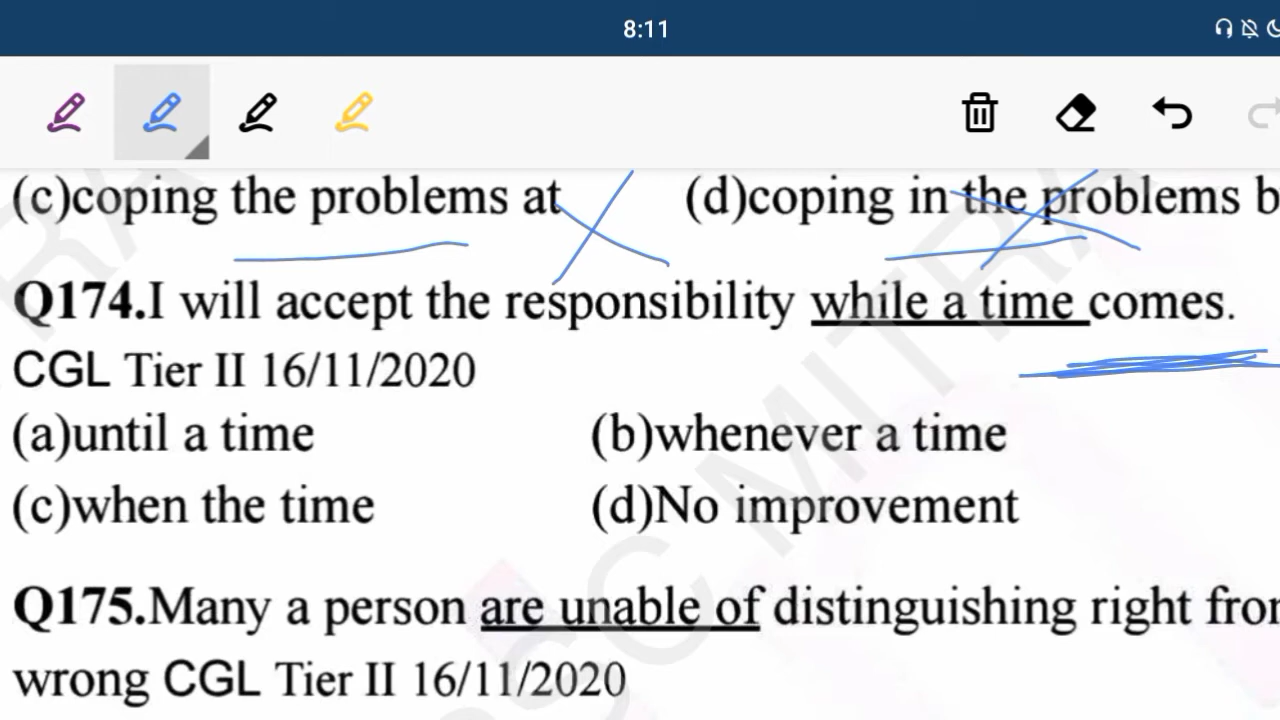 8:11
(c)coping the problems at (d)coping in the problems
Q174.I will accept the responsibility while a time comes.
CGL Tier II 16/11/2020
(a)until a time (b)whenever a time
(c)when the time (d)No improvement
Q175.Many a person are unable of distinguishing right
wrong CGL Tier II 16/11/2020